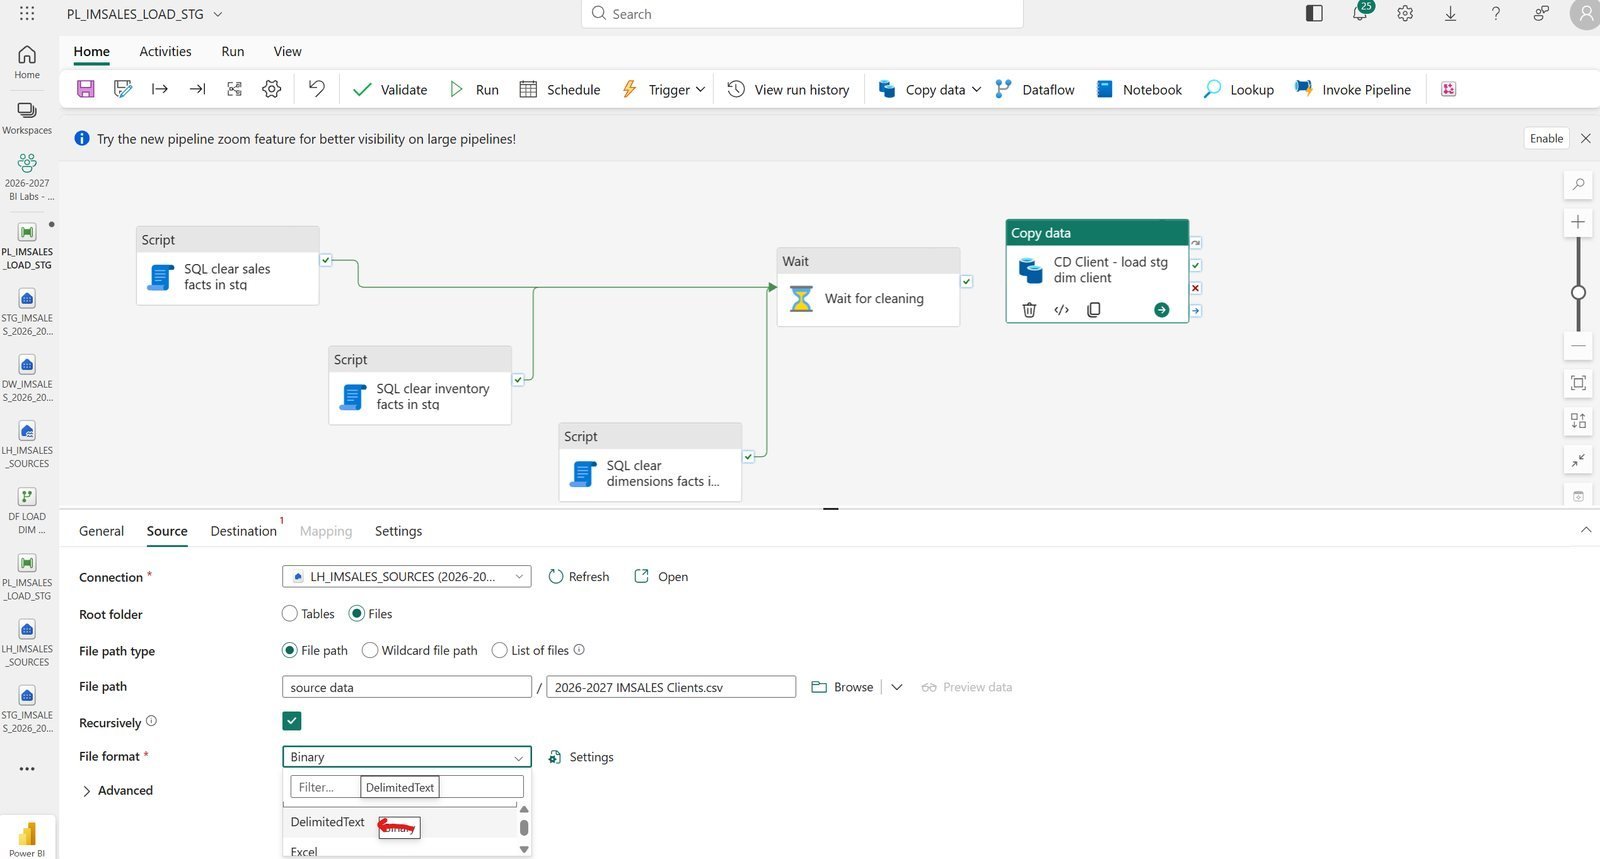 PL_IMSALES_LOAD_STG
Search
25
Home
Activities
Run
View
Validate
Run
Schedule
Trigger
View run history
Copy data
Dataflow
Notebook
Lookup
Invoke Pipeline
Try the new pipeline zoom feature for better visibility on large pipelines!
Enable
Home
Workspaces
2026-2027
BI Labs - ...
PL_IMSALES
_LOAD_STG
STG_IMSALE
S_2026_20...
DW_IMSALE
S_2026_20...
LH_IMSALES
_SOURCES
DF LOAD
DIM ...
PL_IMSALES
_LOAD_STG
LH_IMSALES
_SOURCES
STG_IMSALE
S_2026_20...
Power BI
Script
SQL clear sales
facts in stg
Script
SQL clear inventory
facts in stg
Script
SQL clear
dimensions facts i...
Wait
Wait for cleaning
Copy data
CD Client - load stg
dim client
General
Source
Destination 1
Mapping
Settings
Connection *
LH_IMSALES_SOURCES (2026-20...
Refresh
Open
Root folder
Tables
Files
File path type
File path
Wildcard file path
List of files
File path
source data
/
2026-2027 IMSALES Clients.csv
Browse
Preview data
Recursively
File format *
Binary
Settings
Filter...
DelimitedText
Advanced
DelimitedText
Binary
Excel